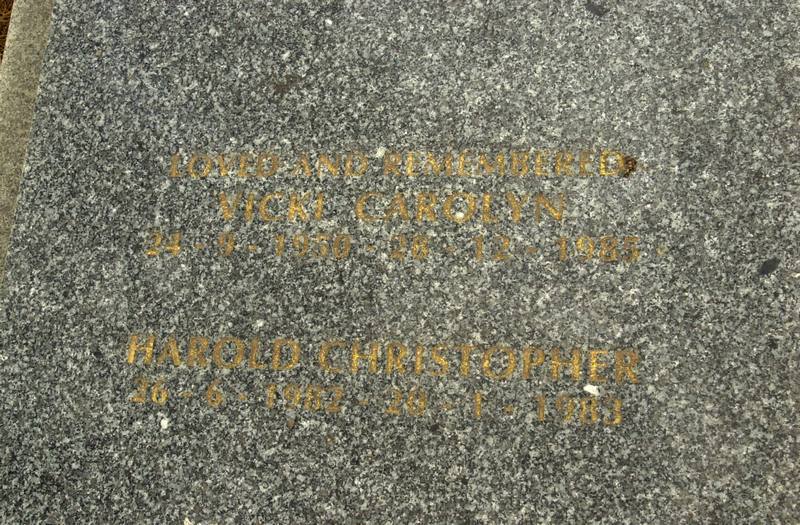 LOVED AND REMEMBERED
VICKI CAROLYN
24 - 9 - 1950 - 28 - 12 - 1985
HAROLD CHRISTOPHER
26 - 6 - 1982 - 20 - 1 - 1983